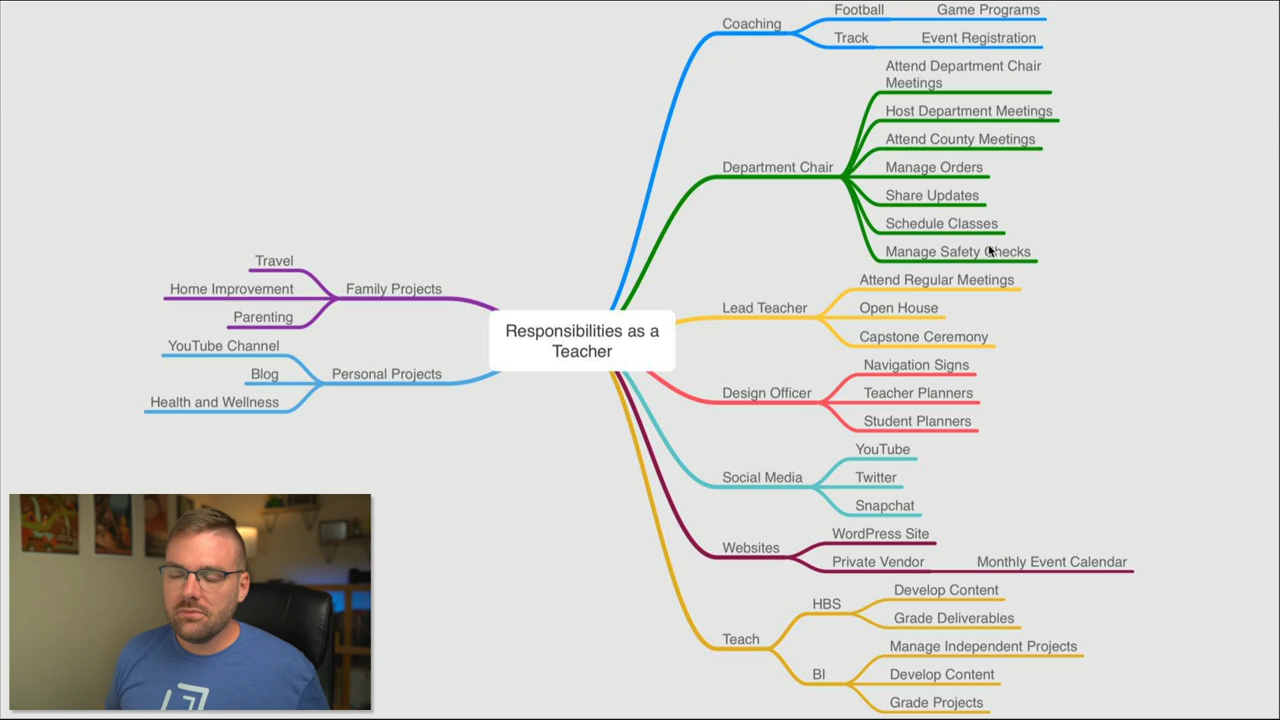 Coaching
Football
Game Programs
Track
Event Registration
Department Chair
Attend Department Chair
Meetings
Host Department Meetings
Attend County Meetings
Manage Orders
Share Updates
Schedule Classes
Manage Safety Checks
Lead Teacher
Attend Regular Meetings
Open House
Capstone Ceremony
Design Officer
Navigation Signs
Teacher Planners
Student Planners
Social Media
YouTube
Twitter
Snapchat
Websites
WordPress Site
Private Vendor
Monthly Event Calendar
Teach
HBS
Develop Content
Grade Deliverables
BI
Manage Independent Projects
Develop Content
Grade Projects
Responsibilities as a
Teacher
Family Projects
Travel
Home Improvement
Parenting
Personal Projects
YouTube Channel
Blog
Health and Wellness